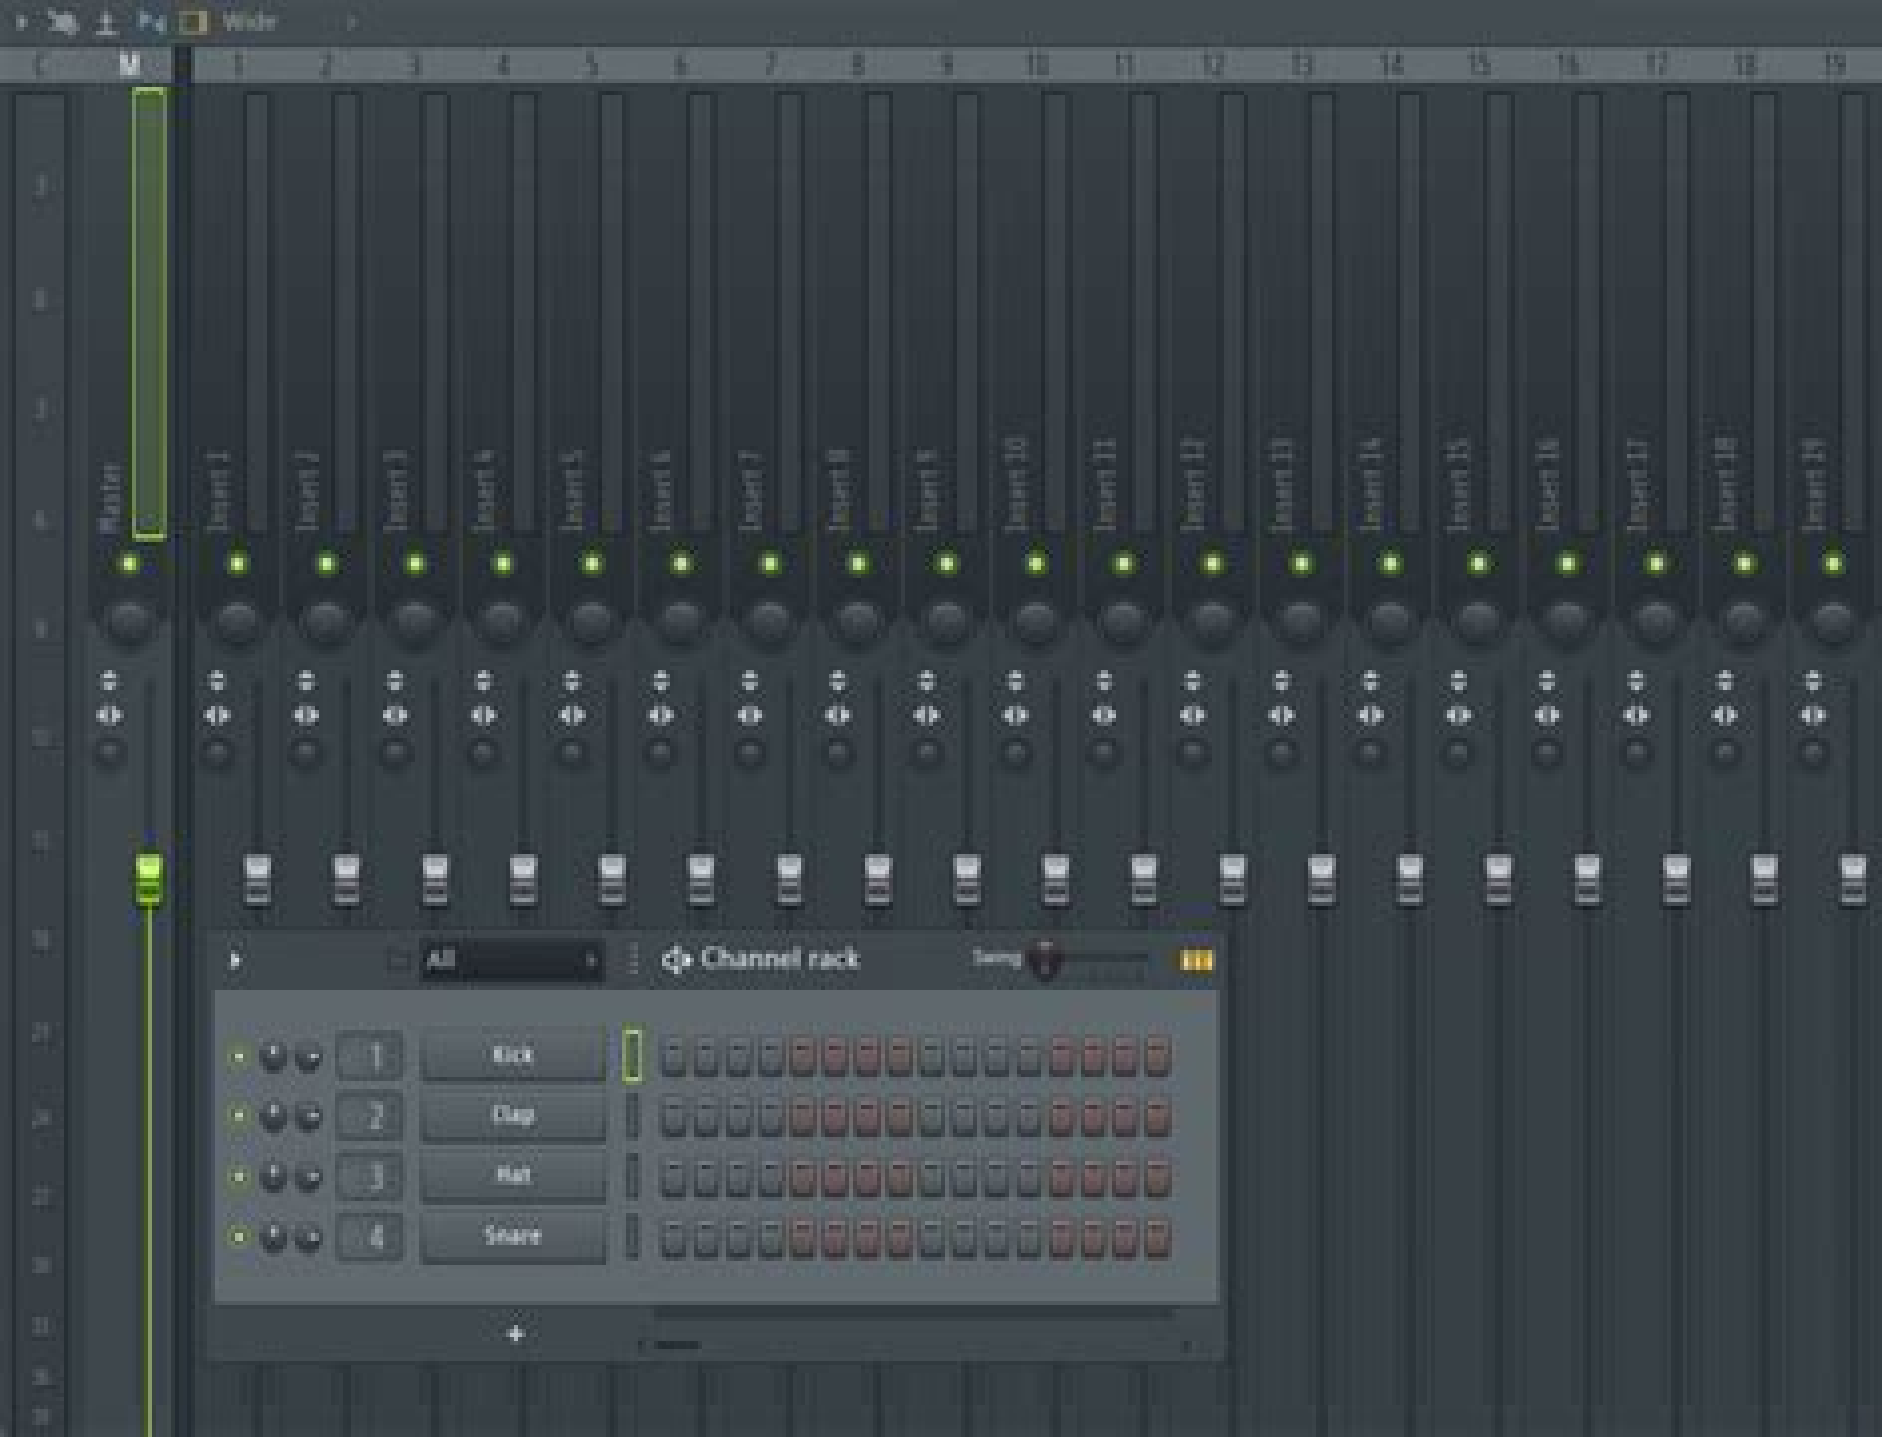 Wide
C M 1 2 3 4 5 6 7 8 9 10 11 12 13 14 15 16 17 18 19
Master Insert 1 Insert 2 Insert 3 Insert 4 Insert 5 Insert 6 Insert 7 Insert 8 Insert 9 Insert 10 Insert 11 Insert 12 Insert 13 Insert 14 Insert 15 Insert 16 Insert 17 Insert 18 Insert 19
All Channel rack Swing
1 Kick
2 Clap
3 Hat
4 Snare